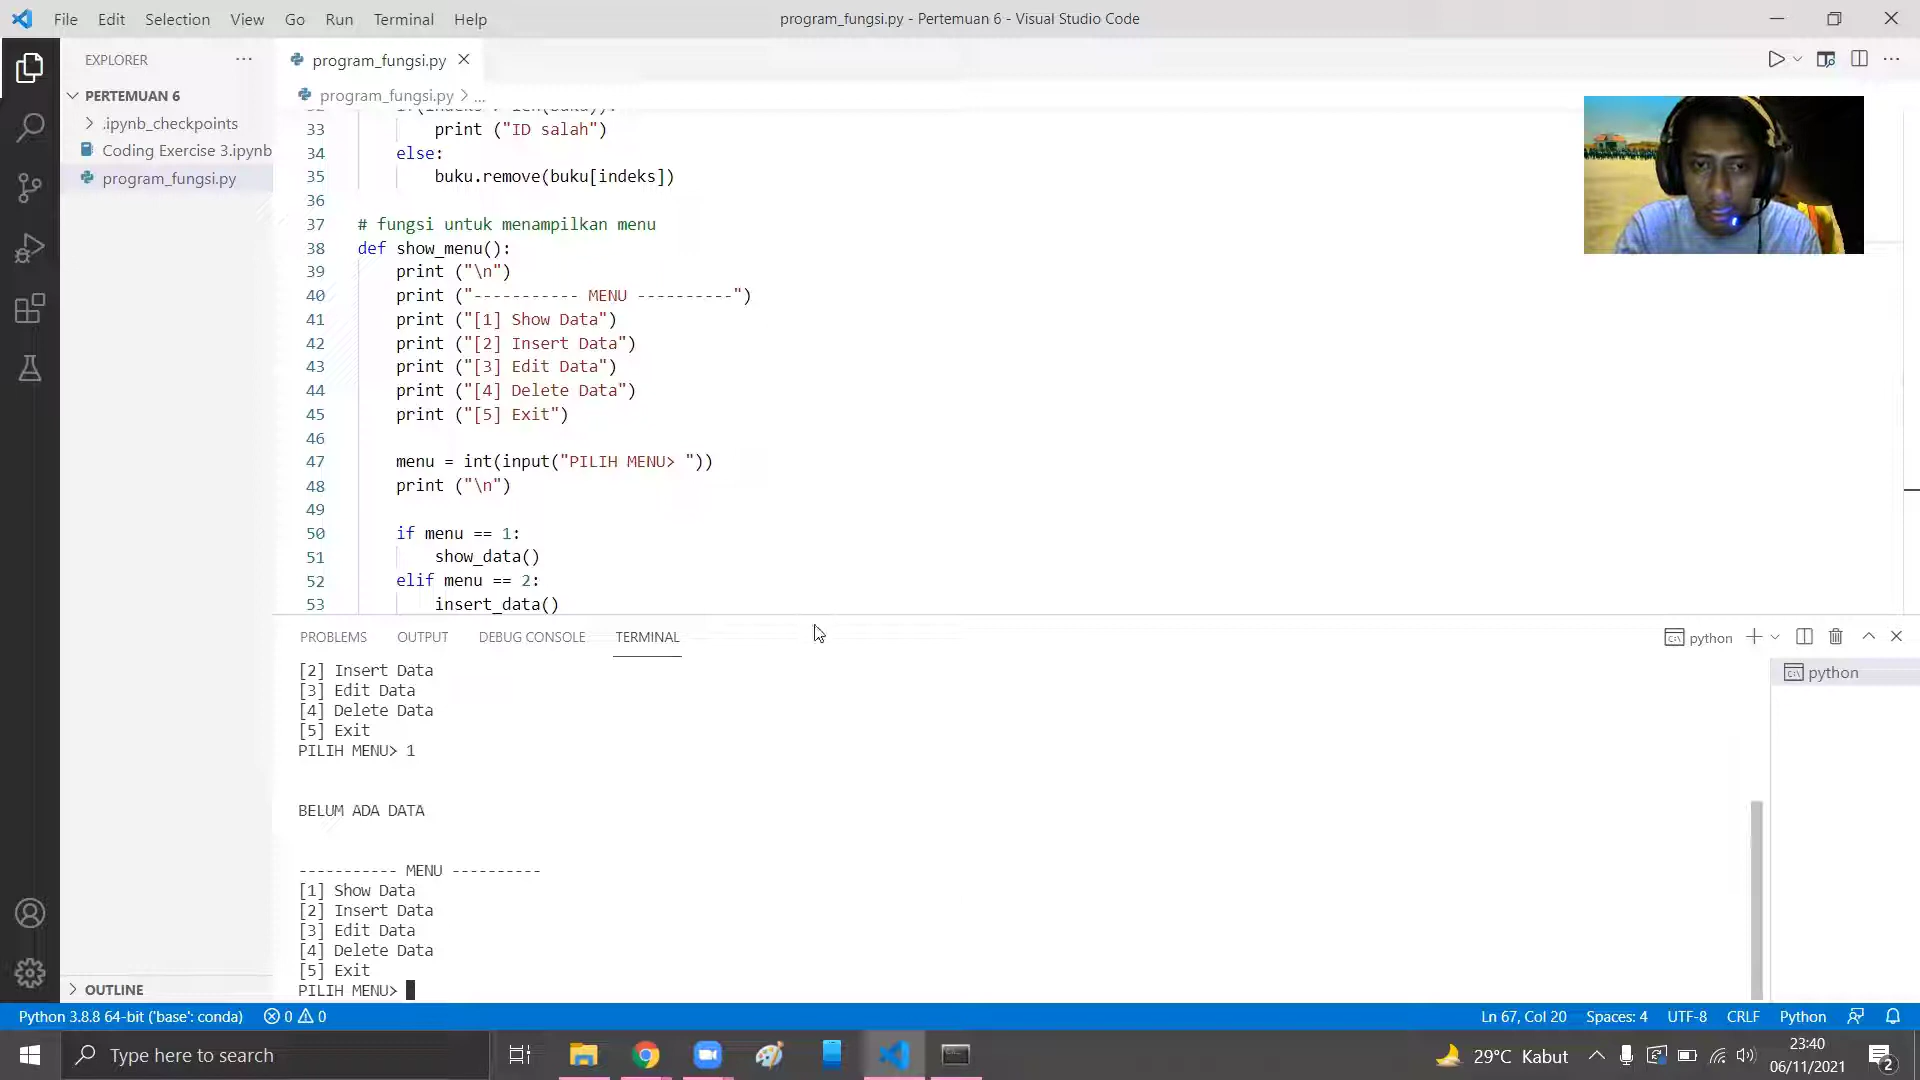 File Edit Selection View Go Run Terminal Help
program_fungsi.py - Pertemuan 6 - Visual Studio Code
EXPLORER ···
program_fungsi.py
PERTEMUAN 6
program_fungsi.py > ...
.ipynb_checkpoints
Coding Exercise 3.ipynb
program_fungsi.py
33 print ("ID salah")
34 else:
35 buku.remove(buku[indeks])
36
37 # fungsi untuk menampilkan menu
38 def show_menu():
39 print ("\n")
40 print ("----------- MENU ----------")
41 print ("[1] Show Data")
42 print ("[2] Insert Data")
43 print ("[3] Edit Data")
44 print ("[4] Delete Data")
45 print ("[5] Exit")
46
47 menu = int(input("PILIH MENU> "))
48 print ("\n")
49
50 if menu == 1:
51 show_data()
52 elif menu == 2:
53 insert_data()
PROBLEMS OUTPUT DEBUG CONSOLE TERMINAL
python
python
[2] Insert Data
[3] Edit Data
[4] Delete Data
[5] Exit
PILIH MENU> 1
BELUM ADA DATA
----------- MENU ----------
[1] Show Data
[2] Insert Data
[3] Edit Data
[4] Delete Data
[5] Exit
PILIH MENU>
OUTLINE
Python 3.8.8 64-bit ('base': conda) 0 0
Ln 67, Col 20 Spaces: 4 UTF-8 CRLF Python
Type here to search
29°C Kabut
23:40
06/11/2021
2